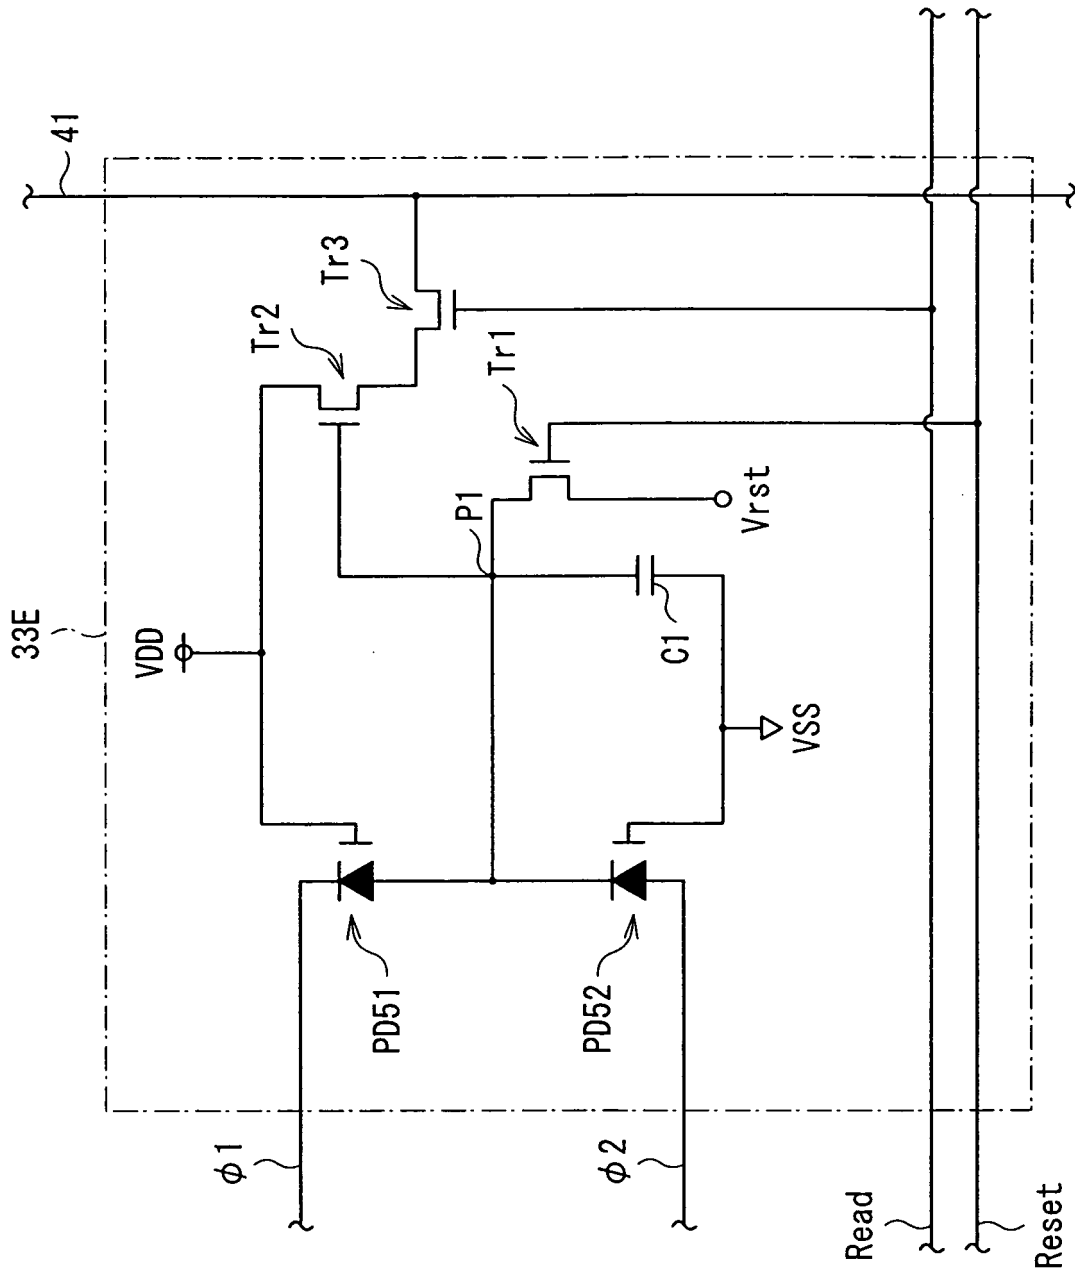 33E
41
VDD
Tr2
Tr3
Tr1
P1
Vrst
C1
VSS
PD51
PD52
φ1
φ2
Read
Reset